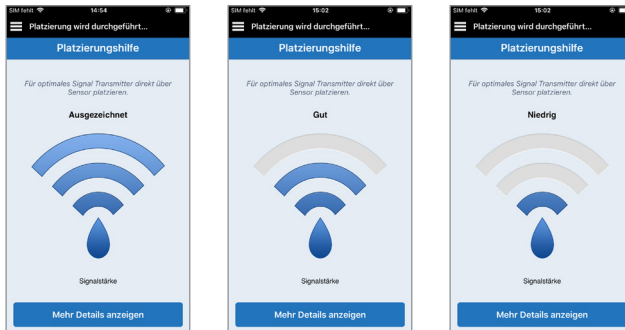 SIM fehlt 14:54
Platzierung wird durchgeführt...
Platzierungshilfe
Für optimales Signal Transmitter direkt über
Sensor platzieren.
Ausgezeichnet
Signalstärke
Mehr Details anzeigen
SIM fehlt 15:02
Platzierung wird durchgeführt...
Platzierungshilfe
Für optimales Signal Transmitter direkt über
Sensor platzieren.
Gut
Signalstärke
Mehr Details anzeigen
SIM fehlt 15:02
Platzierung wird durchgeführt...
Platzierungshilfe
Für optimales Signal Transmitter direkt über
Sensor platzieren.
Niedrig
Signalstärke
Mehr Details anzeigen